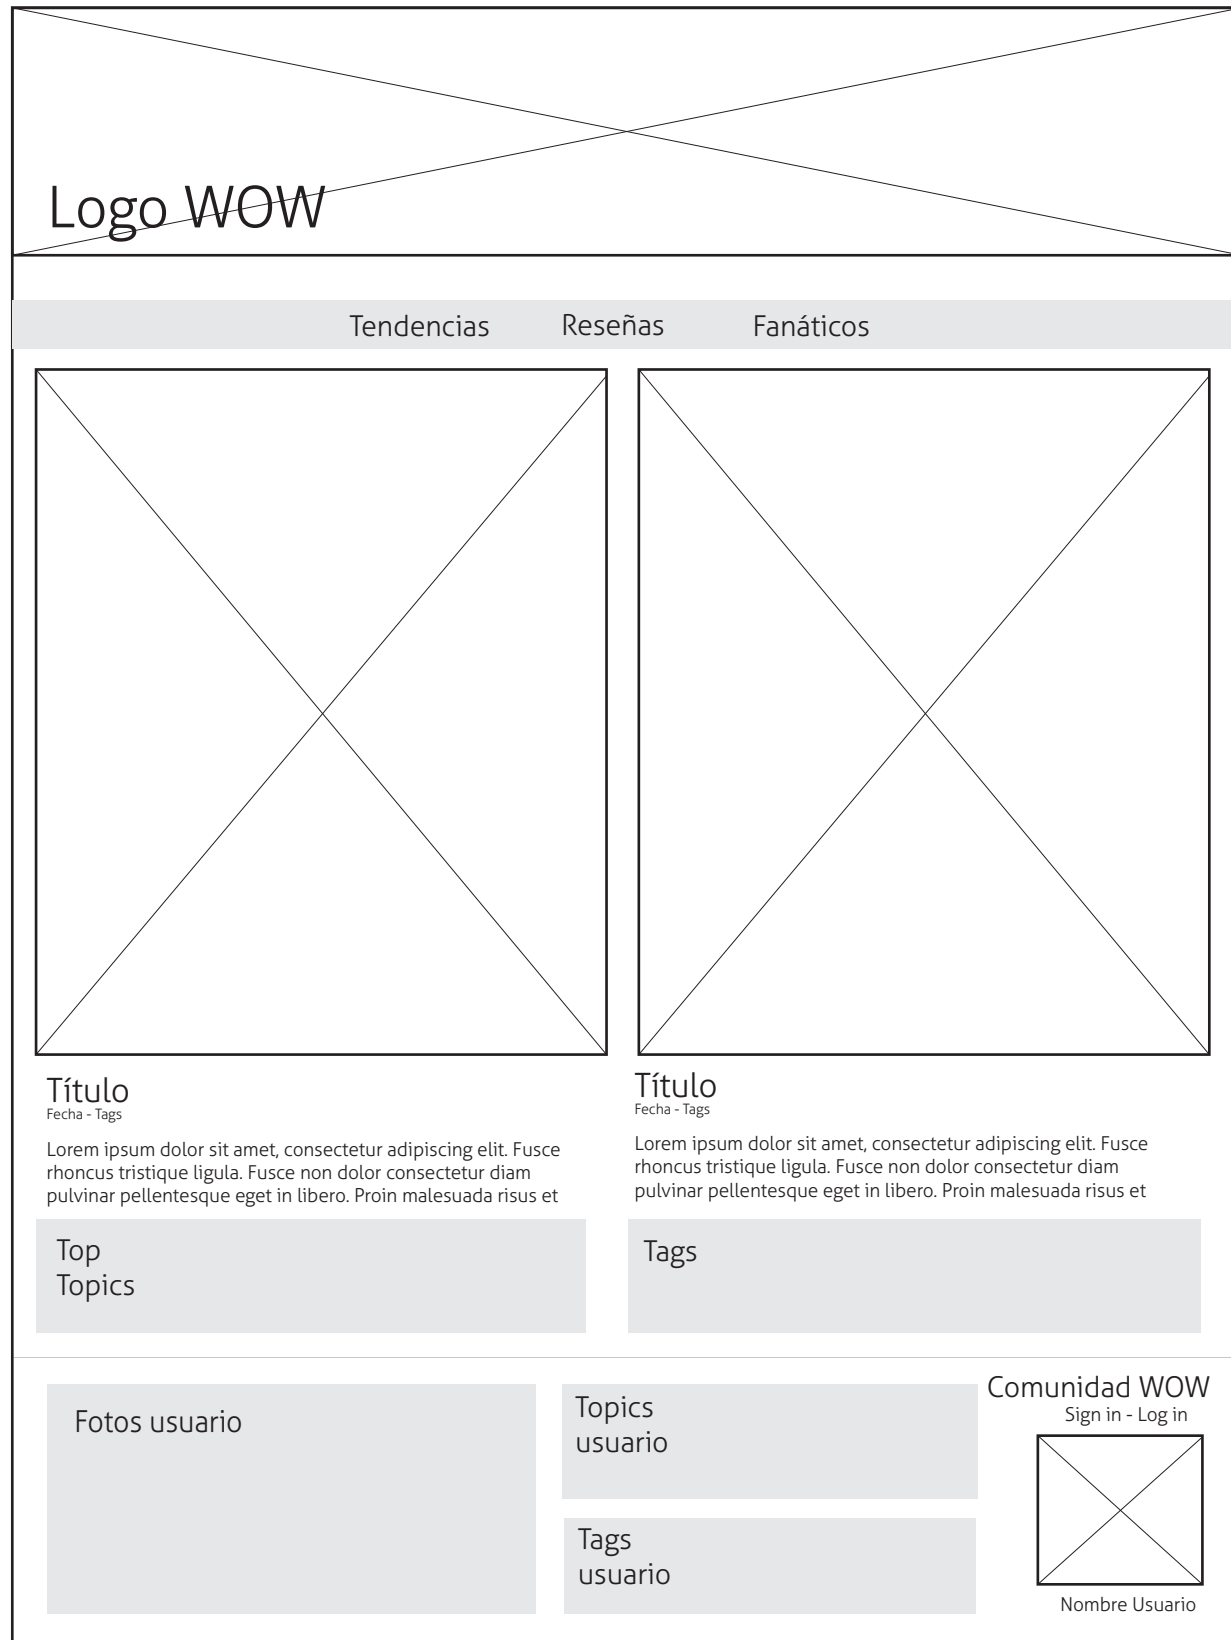 Logo WOW
Tendencias
Reseñas
Fanáticos
Título
Fecha - Tags
Lorem ipsum dolor sit amet, consectetur adipiscing elit. Fusce
rhoncus tristique ligula. Fusce non dolor consectetur diam
pulvinar pellentesque eget in libero. Proin malesuada risus et
Título
Fecha - Tags
Lorem ipsum dolor sit amet, consectetur adipiscing elit. Fusce
rhoncus tristique ligula. Fusce non dolor consectetur diam
pulvinar pellentesque eget in libero. Proin malesuada risus et
Top
Topics
Tags
Fotos usuario
Topics
usuario
Tags
usuario
Comunidad WOW
Sign in - Log in
Nombre Usuario